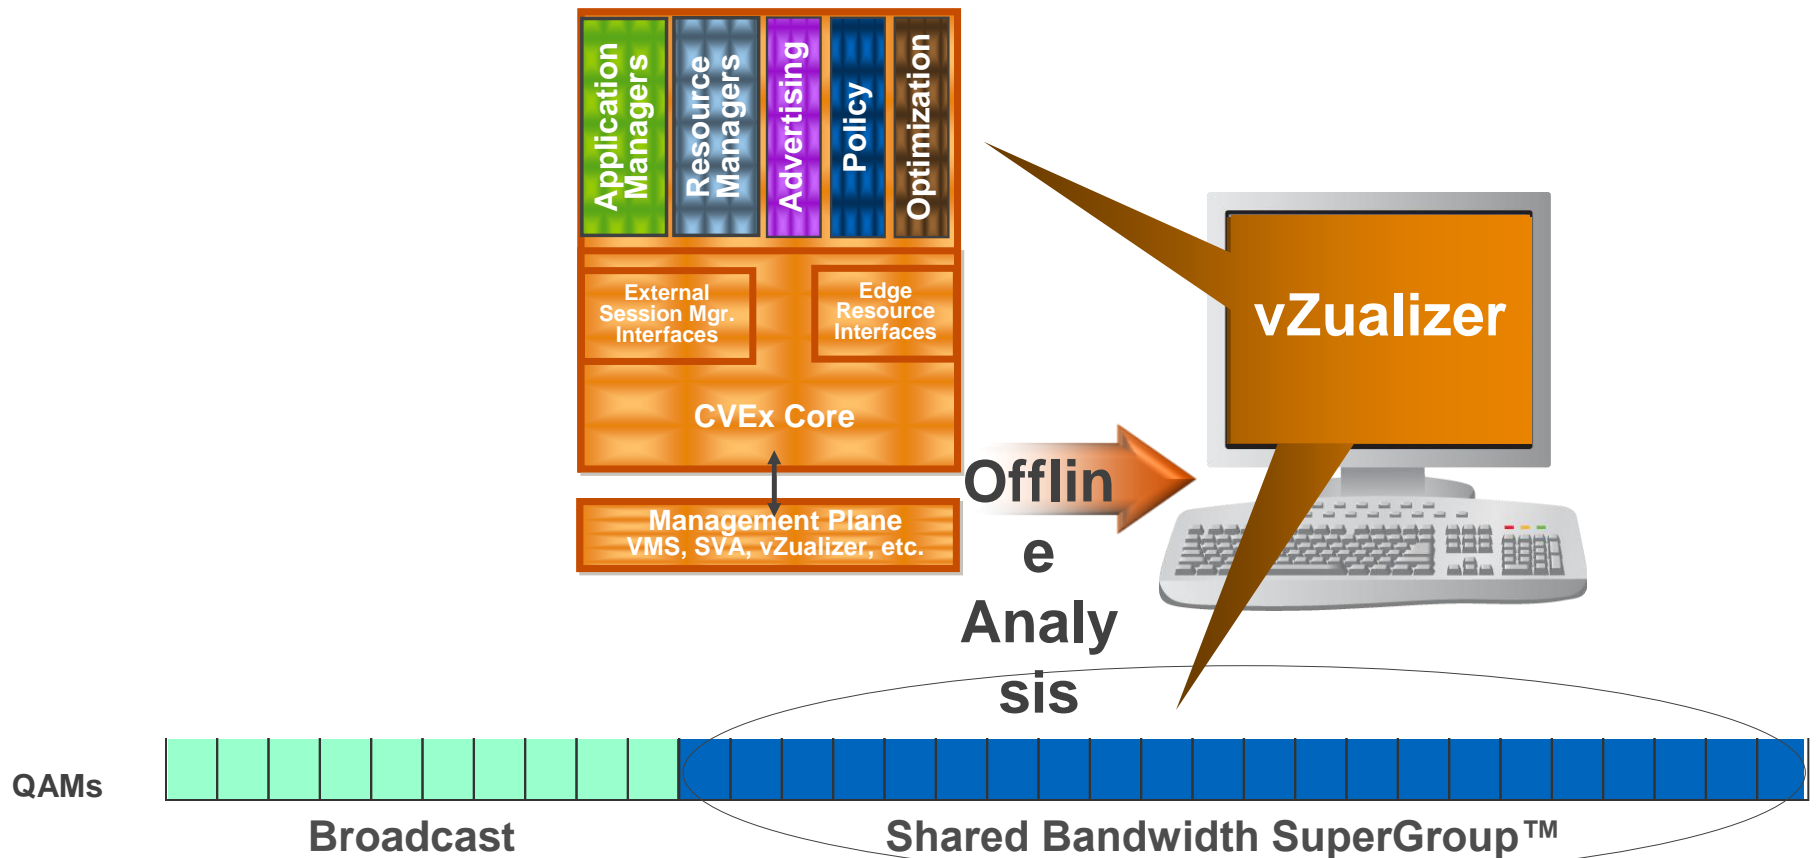 Application
Managers
Resource
Managers
Advertising
Policy
Optimization
External
Session Mgr.
Interfaces
Edge
Resource
Interfaces
CVEx Core
Management Plane
VMS, SVA, vZualizer, etc.
Offlin
e
Analy
sis
vZualizer
QAMs
Broadcast
Shared Bandwidth SuperGroup™